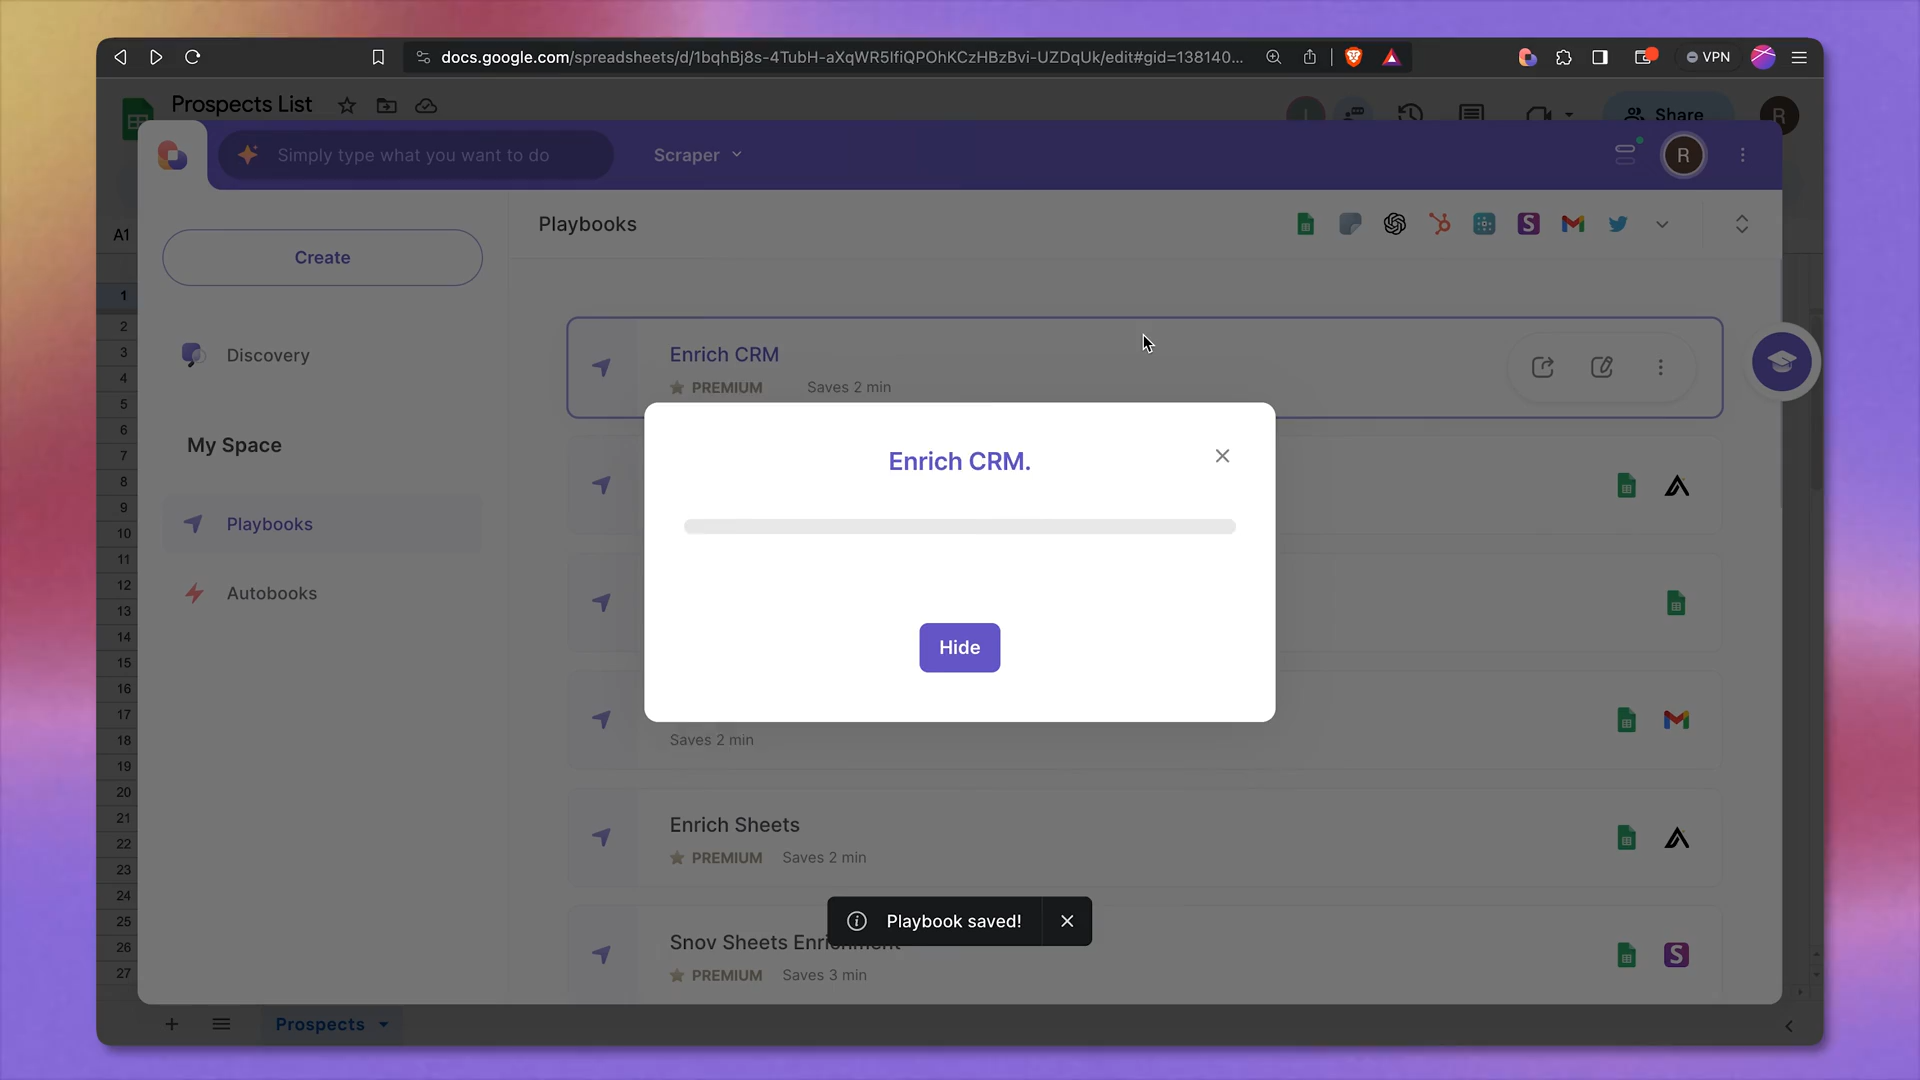 docs.google.com/spreadsheets/d/1bqhBj8s-4TubH-aXqWR5IfiQPOhKCzHBzBvi-UZDqUk/edit#gid=138140...
VPN
Prospects List
Share
R
Simply type what you want to do
Scraper
R
Playbooks
A1
Create
Discovery
My Space
Playbooks
Autobooks
Enrich CRM
PREMIUM
Saves 2 min
Enrich CRM.
Hide
Saves 2 min
Enrich Sheets
PREMIUM
Saves 2 min
Playbook saved!
Snov Sheets Enrichment
PREMIUM
Saves 3 min
1
2
3
4
5
6
7
8
9
10
11
12
13
14
15
16
17
18
19
20
21
22
23
24
25
26
27
Prospects